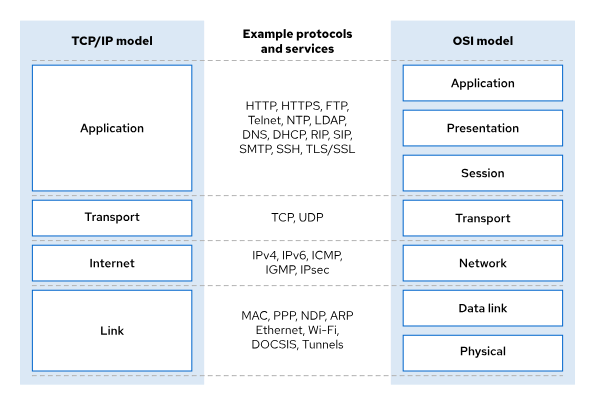 TCP/IP model
Example protocols
and services
OSI model
Application
HTTP, HTTPS, FTP,
Telnet, NTP, LDAP,
DNS, DHCP, RIP, SIP,
SMTP, SSH, TLS/SSL
Application
Presentation
Session
Transport
TCP, UDP
Transport
Internet
IPv4, IPv6, ICMP,
IGMP, IPsec
Network
Link
MAC, PPP, NDP, ARP
Ethernet, Wi-Fi,
DOCSIS, Tunnels
Data link
Physical